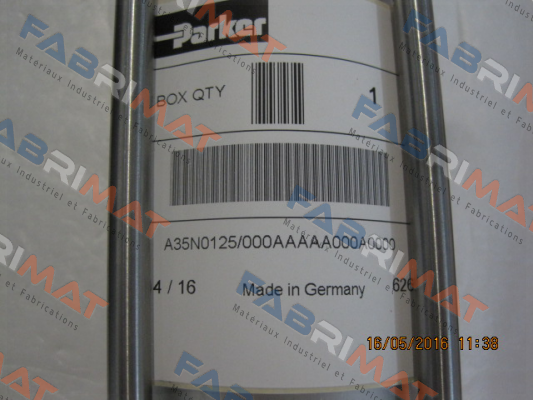 Parker
BOX QTY 1
A35N0125/000AAAAAA000A0000
4 / 16 Made in Germany 626
16/05/2016 11:38
FABRIMAT
Materiaux Industriel et Fabrications